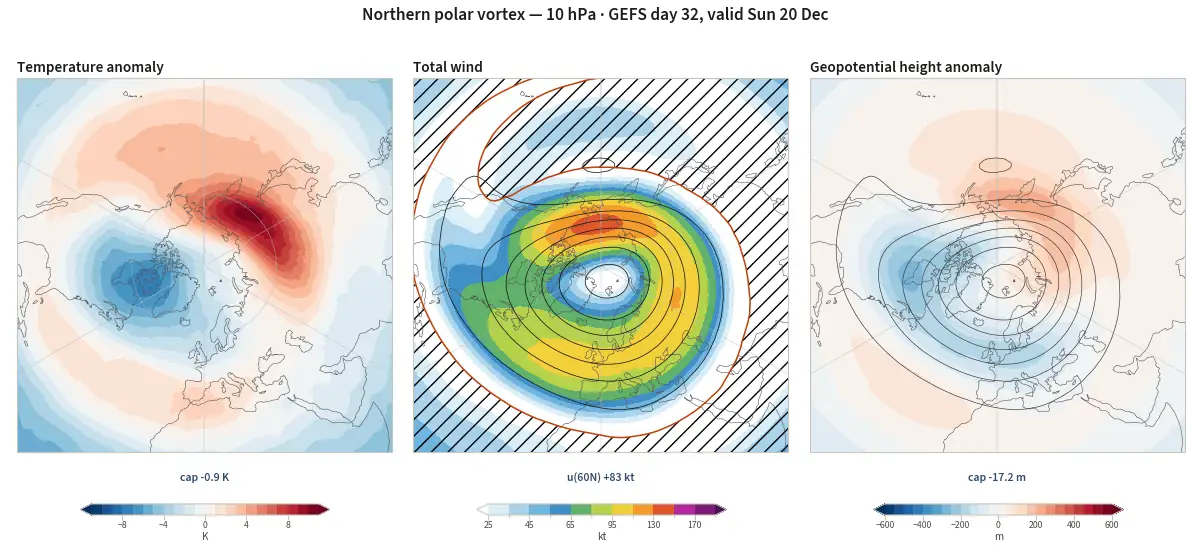 Northern polar vortex — 10 hPa · GEFS day 32, valid Sun 20 Dec
Temperature anomaly
Total wind
Geopotential height anomaly
cap -0.9 K
u(60N) +83 kt
cap -17.2 m
−8 −4 0 4 8
K
25 45 65 95 130 170
kt
−600 −400 −200 0 200 400 600
m